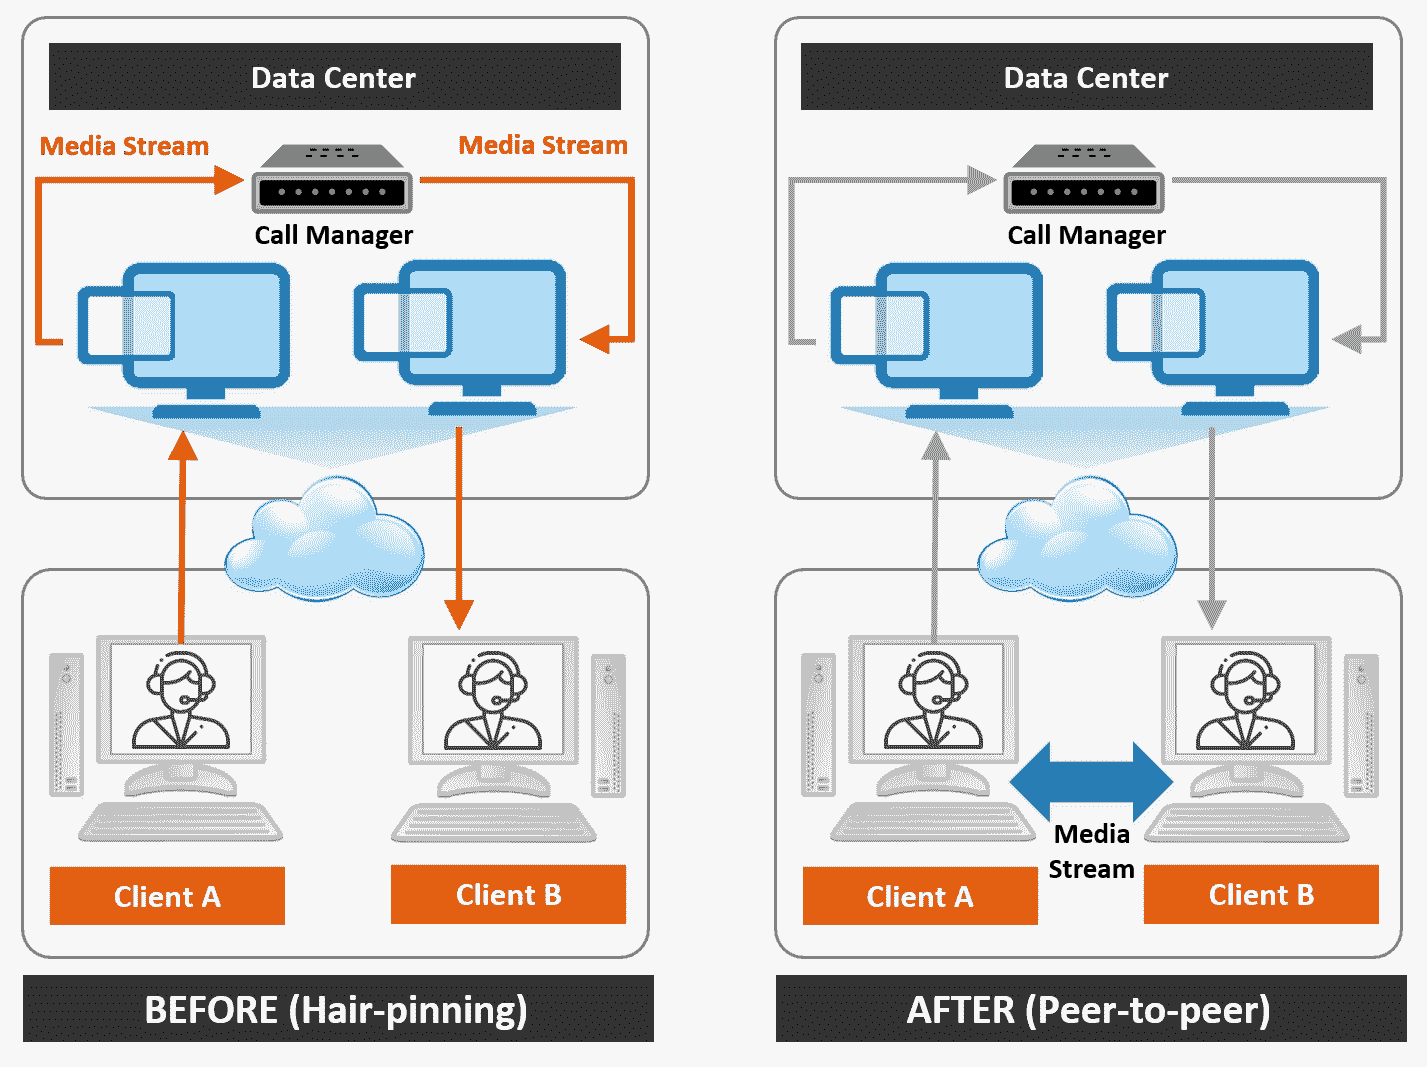 Data Center
Media Stream
Media Stream
Call Manager
Client A
Client B
BEFORE (Hair-pinning)
Data Center
Call Manager
Media
Stream
Client A
Client B
AFTER (Peer-to-peer)